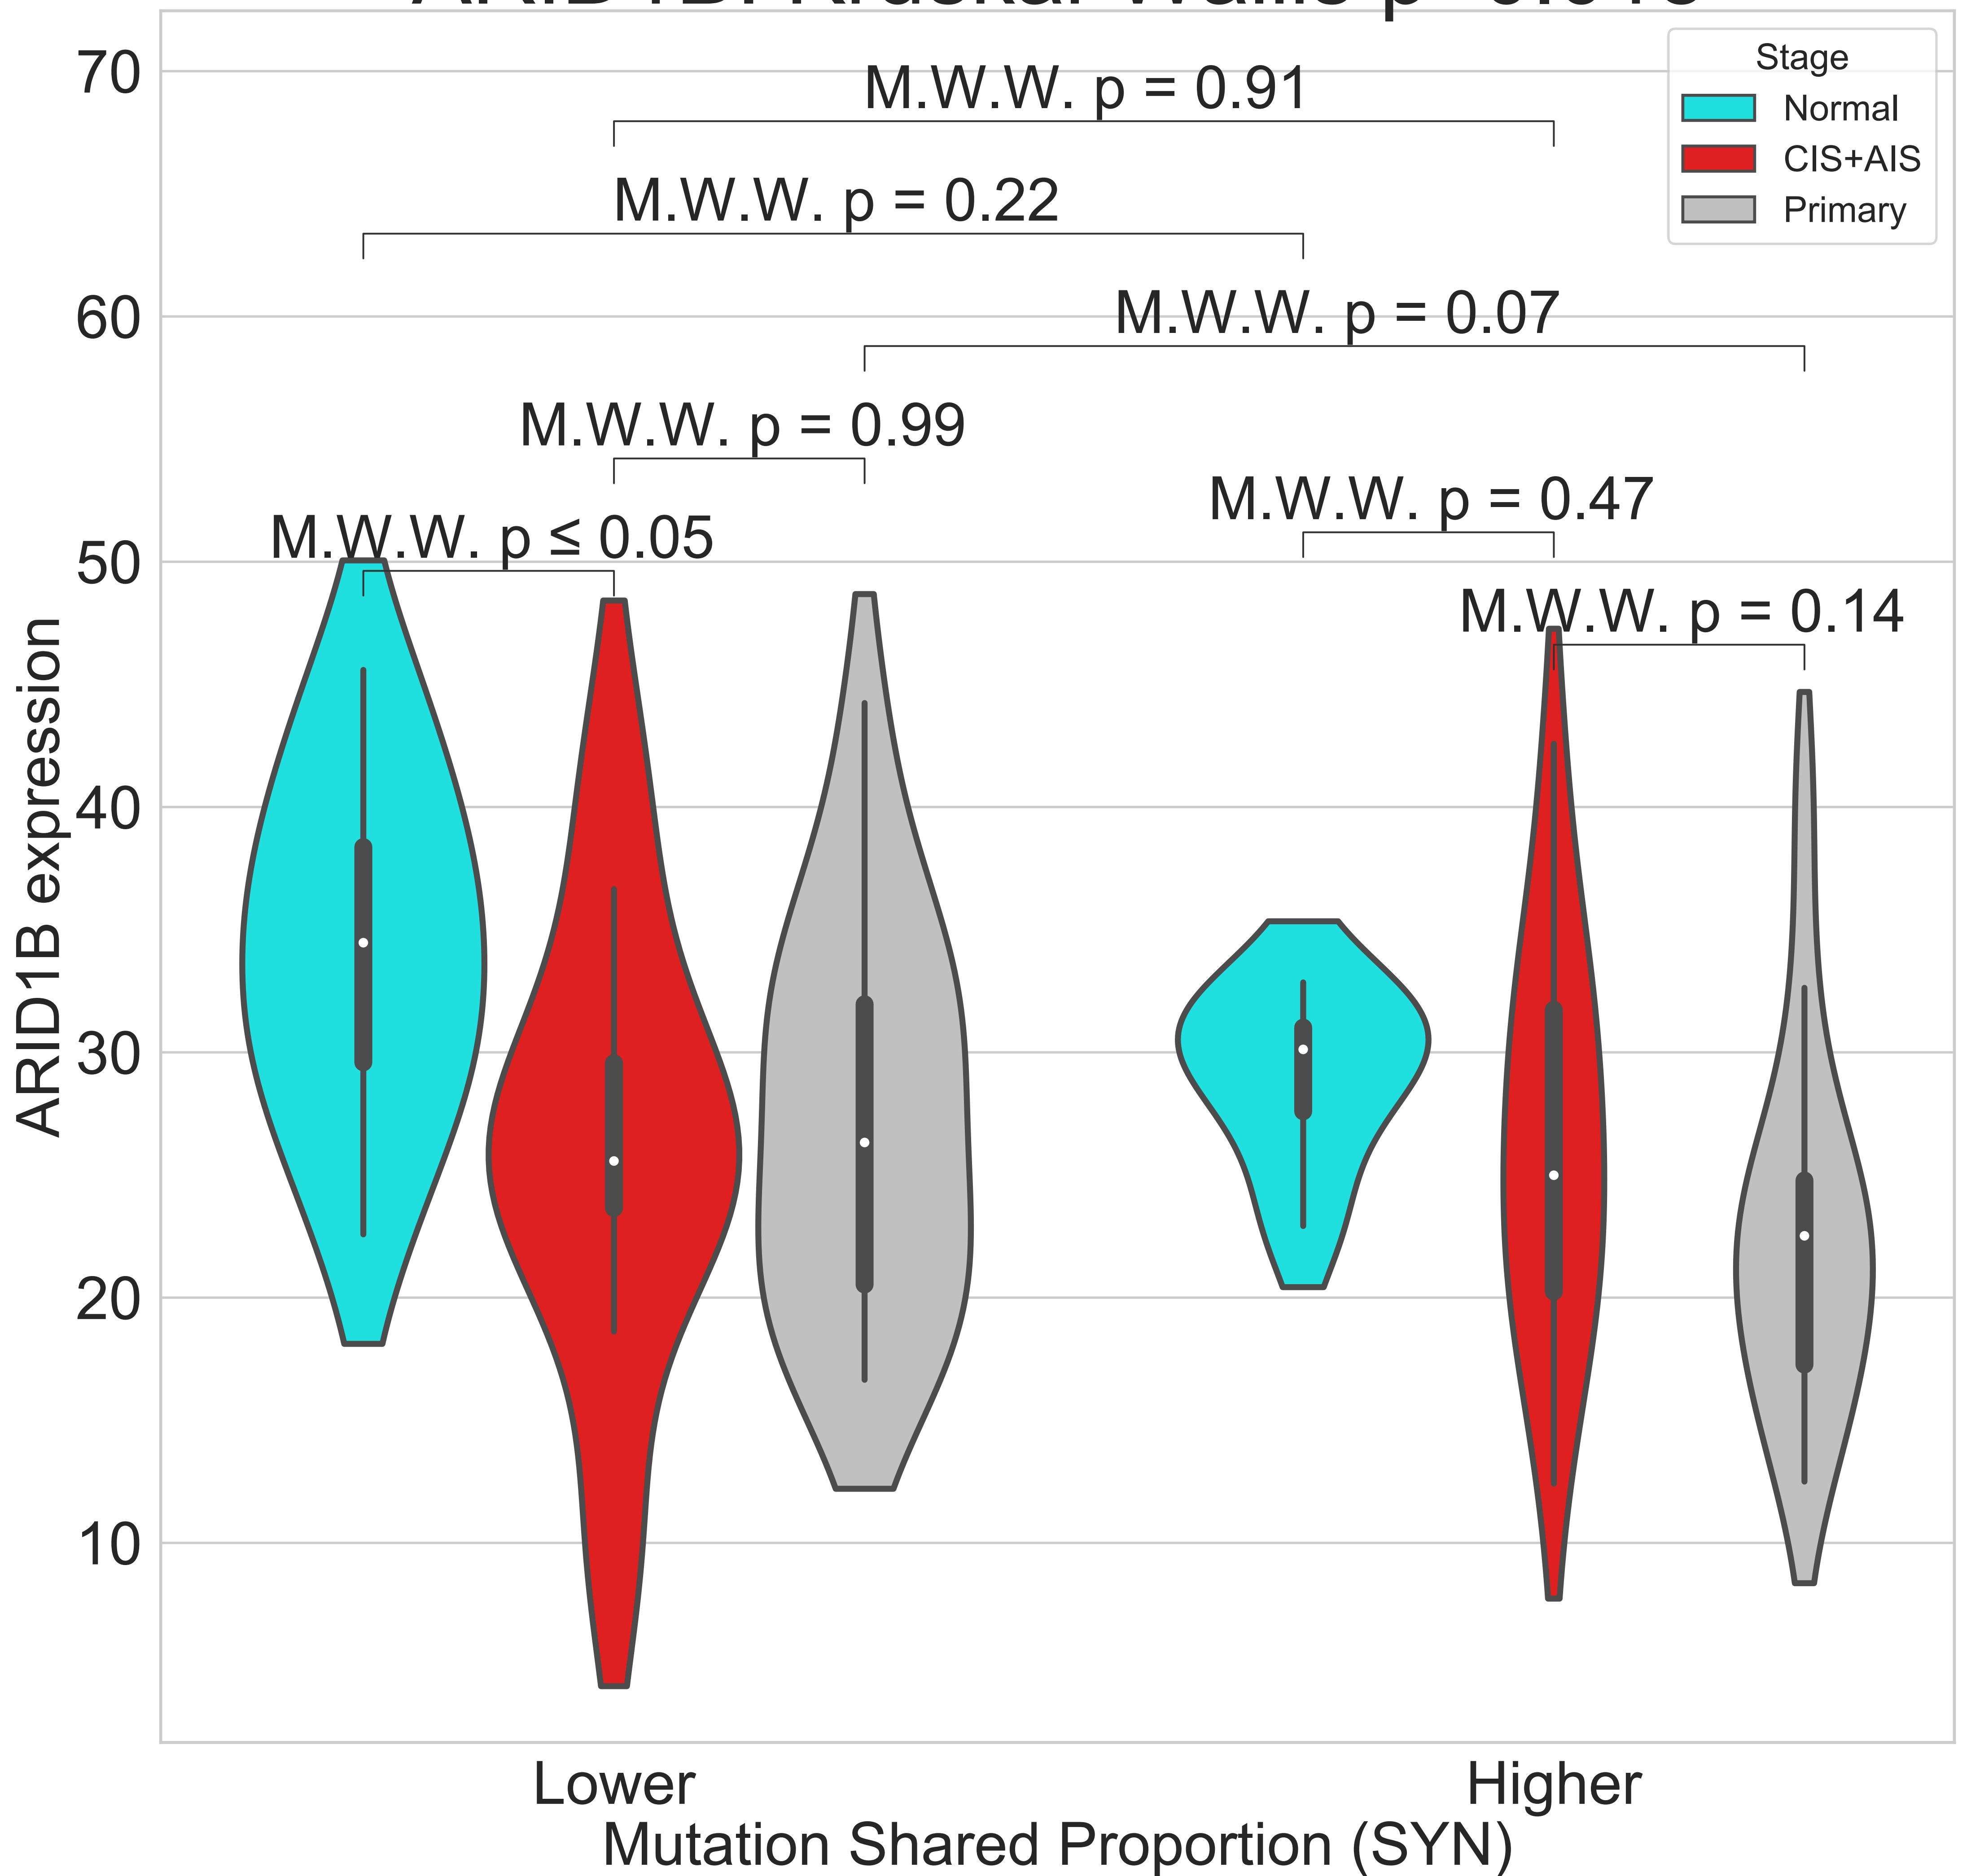 70
60
50
40
30
20
10
ARID1B expression
M.W.W. p = 0.91
M.W.W. p = 0.22
M.W.W. p = 0.07
M.W.W. p = 0.99
M.W.W. p = 0.47
M.W.W. p ≤ 0.05
M.W.W. p = 0.14
Stage
Normal
CIS+AIS
Primary
Lower
Higher
Mutation Shared Proportion (SYN)